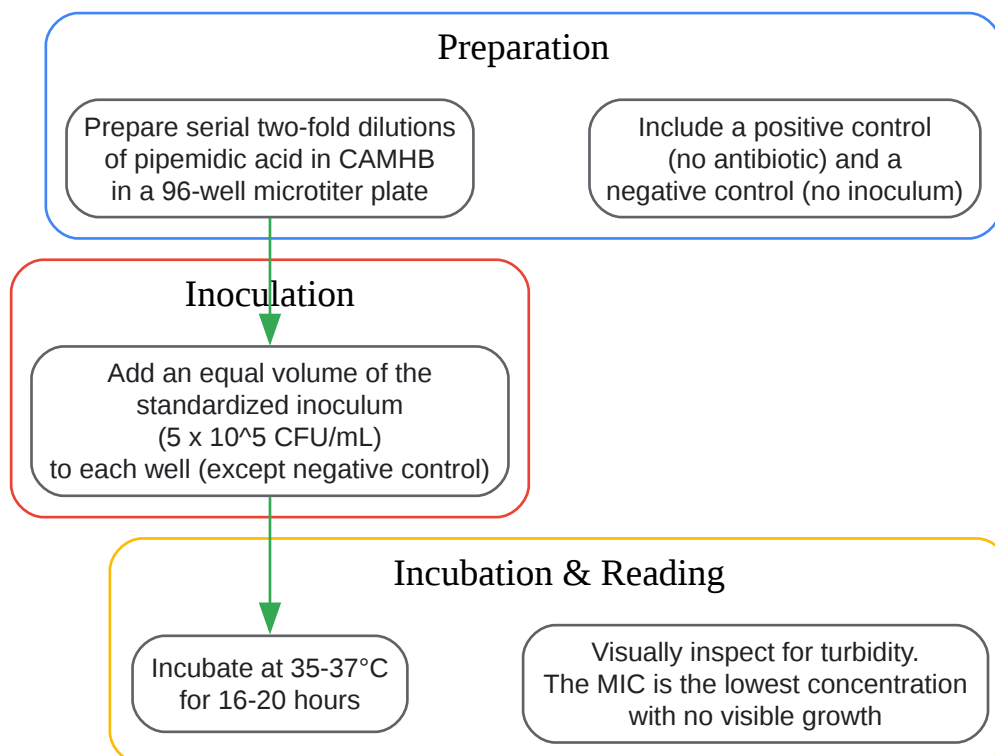 Preparation
Prepare serial two-fold dilutions
of pipemidic acid in CAMHB
in a 96-well microtiter plate
Include a positive control
(no antibiotic) and a
negative control (no inoculum)
Inoculation
Add an equal volume of the
standardized inoculum
(5 x 10^5 CFU/mL)
to each well (except negative control)
Incubation & Reading
Incubate at 35-37°C
for 16-20 hours
Visually inspect for turbidity.
The MIC is the lowest concentration
with no visible growth